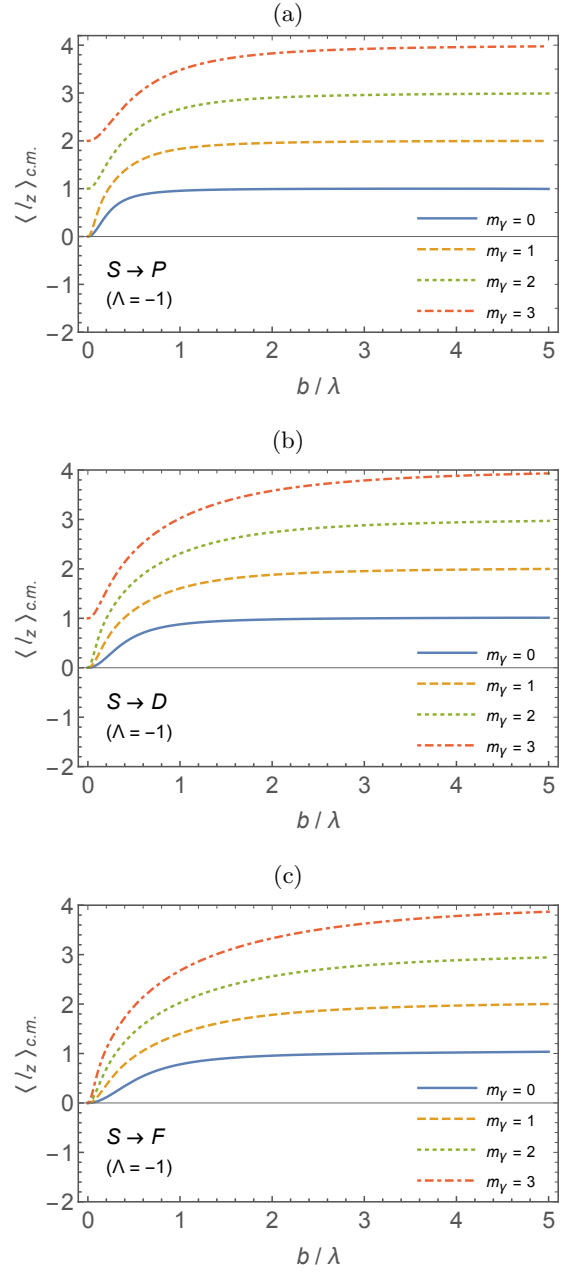 (a)
4
3
2
1
0
−1
−2
⟨ l_z ⟩_{c.m.}
S → P
(Λ = −1)
m_γ = 0
m_γ = 1
m_γ = 2
m_γ = 3
0 1 2 3 4 5
b / λ
(b)
4
3
2
1
0
−1
−2
⟨ l_z ⟩_{c.m.}
S → D
(Λ = −1)
m_γ = 0
m_γ = 1
m_γ = 2
m_γ = 3
0 1 2 3 4 5
b / λ
(c)
4
3
2
1
0
−1
−2
⟨ l_z ⟩_{c.m.}
S → F
(Λ = −1)
m_γ = 0
m_γ = 1
m_γ = 2
m_γ = 3
0 1 2 3 4 5
b / λ